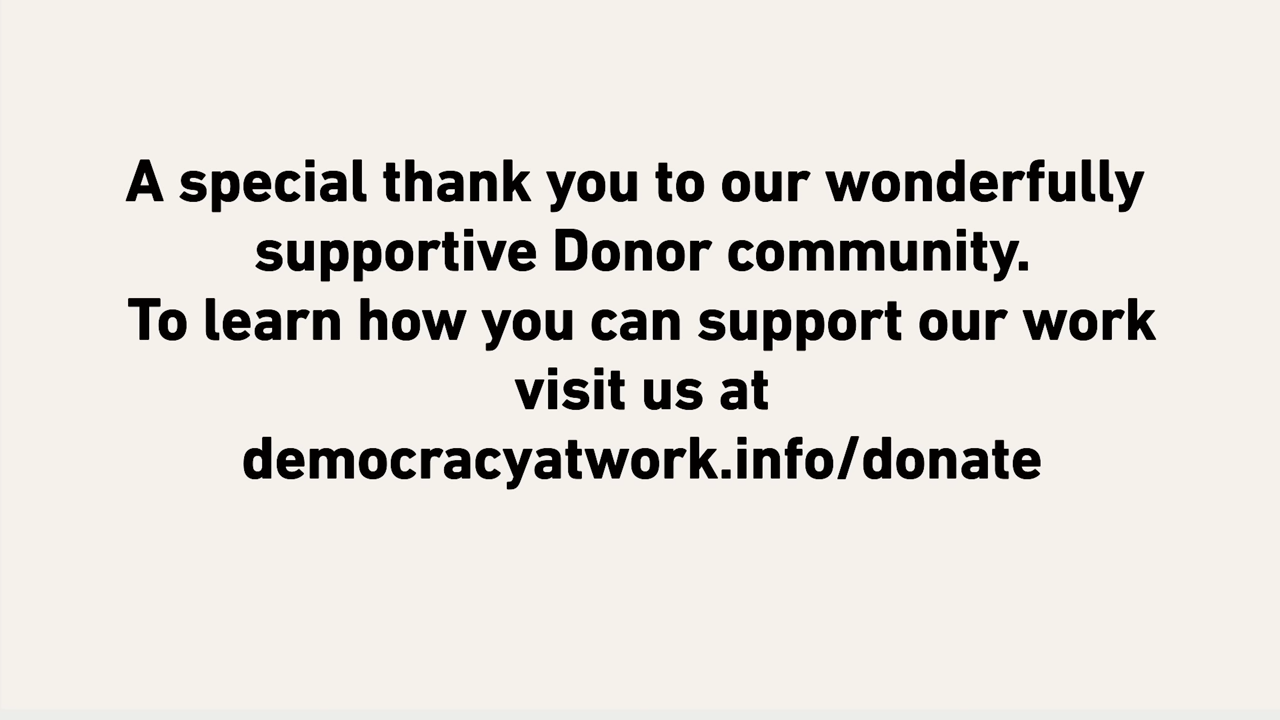 A special thank you to our wonderfully
supportive Donor community.
To learn how you can support our work
visit us at
democracyatwork.info/donate